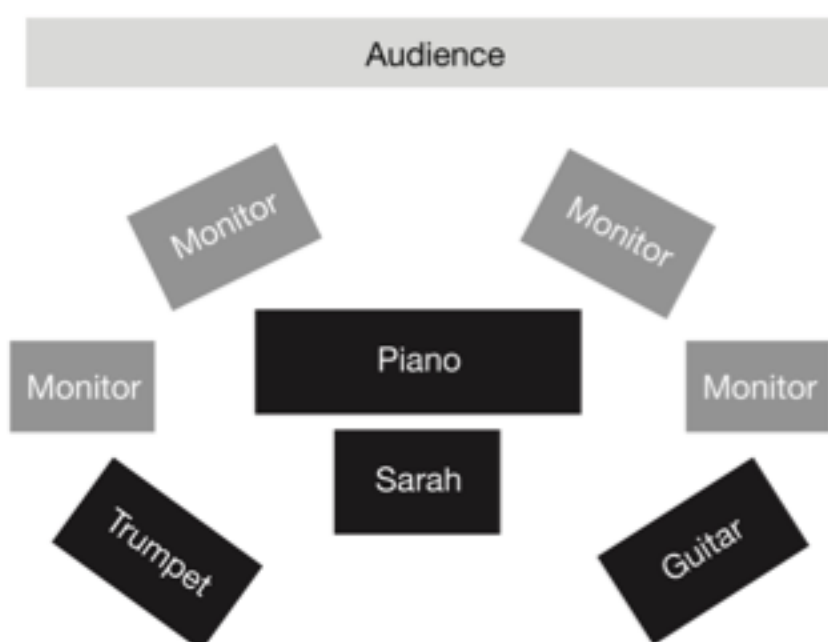 Audience
Monitor
Monitor
Piano
Monitor
Monitor
Sarah
Trumpet
Guitar